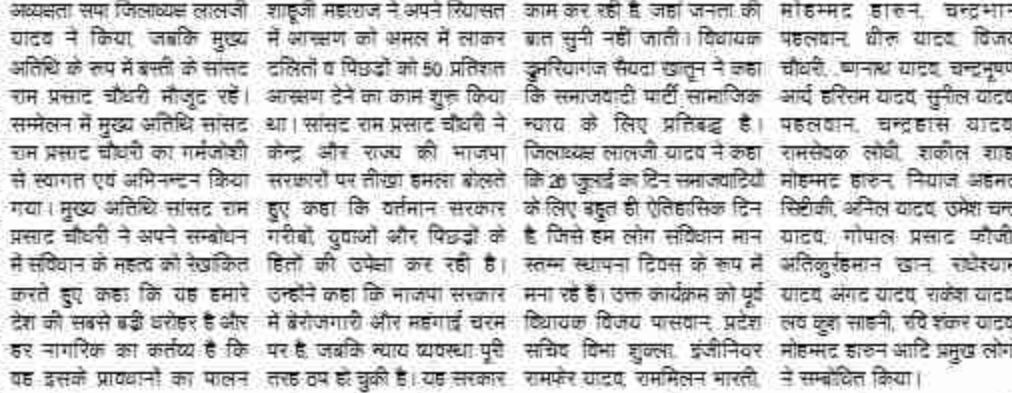 अध्यक्षता सपा जिलाध्यक्ष लालजी
यादव ने किया, जबकि मुख्य
अतिथि के रूप में बस्ती के सांसद
राम प्रसाद चौधरी मौजूद रहें।
सम्मेलन में मुख्य अतिथि सांसद
राम प्रसाद चौधरी का गर्मजोशी
से स्वागत एवं अभिनन्दन किया
गया। मुख्य अतिथि सांसद राम
प्रसाद चौधरी ने अपने सम्बोधन
में संविधान के महत्व को रेखांकित
करते हुए कहा कि यह हमारे
देश की सबसे बड़ी धरोहर है और
हर नागरिक का कर्तव्य है कि
वह इसके प्रावधानों का पालन
शाहूजी महाराज ने अपने रियासत
में आरक्षण को अमल में लाकर
दलितों व पिछडों को 50 प्रतिशत
आरक्षण देने का काम शुरू किया
था। सांसद राम प्रसाद चौधरी ने
केन्द्र और राज्य की भाजपा
सरकारों पर तीखा हमला बोलते
हुए कहा कि वर्तमान सरकार
गरीबों, युवाओं और पिछड़ों के
हितों की उपेक्षा कर रही है।
उन्होंने कहा कि भाजपा सरकार
में बेरोजगारी और महंगाई चरम
पर है, जबकि न्याय व्यवस्था पूरी
तरह ठप हो चुकी है। यह सरकार
काम कर रही है, जहां जनता की
बात सुनी नहीं जाती। विधायक
डुमरियागंज सैयदा खातून ने कहा
कि समाजवादी पार्टी सामाजिक
न्याय के लिए प्रतिबद्ध है।
जिलाध्यक्ष लालजी यादव ने कहा
कि 26 जुलाई का दिन समाजवादियों
के लिए बहुत ही ऐतिहासिक दिन
है, जिसे हम लोग संविधान मान
स्तम्भ स्थापना दिवस के रूप में
मना रहे हैं। उक्त कार्यक्रम को पूर्व
विधायक विजय पासवान, प्रदेश
सचिव विभा शुक्ला, इंजीनियर
रामफेर यादव, राममिलन भारती,
मोहम्मद हारून, चन्द्रभान
पहलवान, धीरू यादव, विजय
चौधरी, यादव, चन्द्रभूषण
आर्य हरिराम यादव, सुनील यादव
पहलवान, चन्द्रहास यादव
रामसेवक लोधी, शकील शाह
मोहम्मद हारून, नियाज अहमद
सिद्दीकी, अनिल यादव, उमेश चन्द
यादव, गोपाल प्रसाद फौजी
अतिकुर्रहमान खान, राधेश्याम
यादव, अंगद यादव, राकेश यादव
लव कुश साहनी, रवि शंकर यादव
मोहम्मद हारून आदि प्रमुख लोगों
ने सम्बोधित किया।